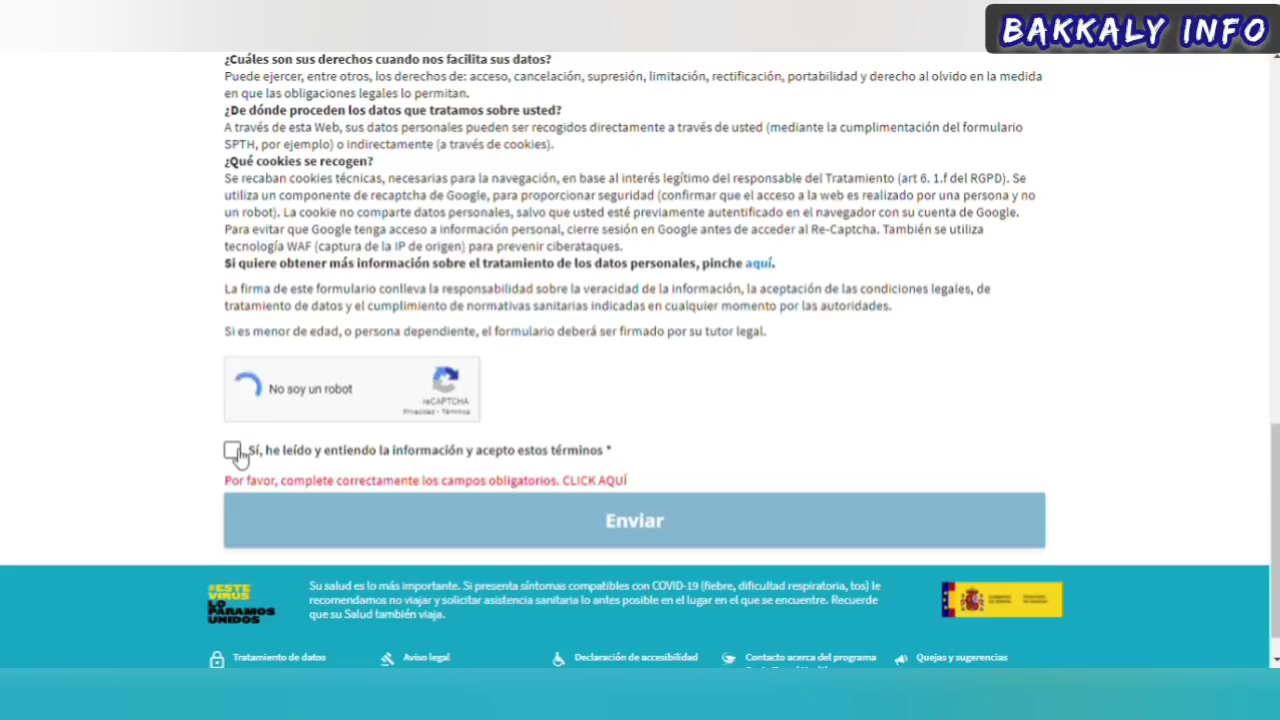 BAKKALY INFO
¿Cuáles son sus derechos cuando nos facilita sus datos?
Puede ejercer, entre otros, los derechos de: acceso, cancelación, supresión, limitación, rectificación, portabilidad y derecho al olvido en la medida
en que las obligaciones legales lo permitan.
¿De dónde proceden los datos que tratamos sobre usted?
A través de esta Web, sus datos personales pueden ser recogidos directamente a través de usted (mediante la cumplimentación del formulario
SPTH, por ejemplo) o indirectamente (a través de cookies).
¿Qué cookies se recogen?
Se recaban cookies técnicas, necesarias para la navegación, en base al interés legítimo del responsable del Tratamiento (art 6. 1.f del RGPD). Se
utiliza un componente de recaptcha de Google, para proporcionar seguridad (confirmar que el acceso a la web es realizado por una persona y no
un robot). La cookie no comparte datos personales, salvo que usted esté previamente autentificado en el navegador con su cuenta de Google.
Para evitar que Google tenga acceso a información personal, cierre sesión en Google antes de acceder al Re-Captcha. También se utiliza
tecnología WAF (captura de la IP de origen) para prevenir ciberataques.
Si quiere obtener más información sobre el tratamiento de los datos personales, pinche aquí.
La firma de este formulario conlleva la responsabilidad sobre la veracidad de la información, la aceptación de las condiciones legales, de
tratamiento de datos y el cumplimiento de normativas sanitarias indicadas en cualquier momento por las autoridades.
Si es menor de edad, o persona dependiente, el formulario deberá ser firmado por su tutor legal.
No soy un robot
reCAPTCHA
Privacidad - Términos
Sí, he leído y entiendo la información y acepto estos términos *
Por favor, complete correctamente los campos obligatorios. CLICK AQUÍ
Enviar
#ESTE
VIRUS
LO
PARAMOS
UNIDOS
Su salud es lo más importante. Si presenta síntomas compatibles con COVID-19 (fiebre, dificultad respiratoria, tos) le
recomendamos no viajar y solicitar asistencia sanitaria lo antes posible en el lugar en el que se encuentre. Recuerde
que su Salud también viaja.
Tratamiento de datos
Aviso legal
Declaración de accesibilidad
Contacto acerca del programa
Quejas y sugerencias